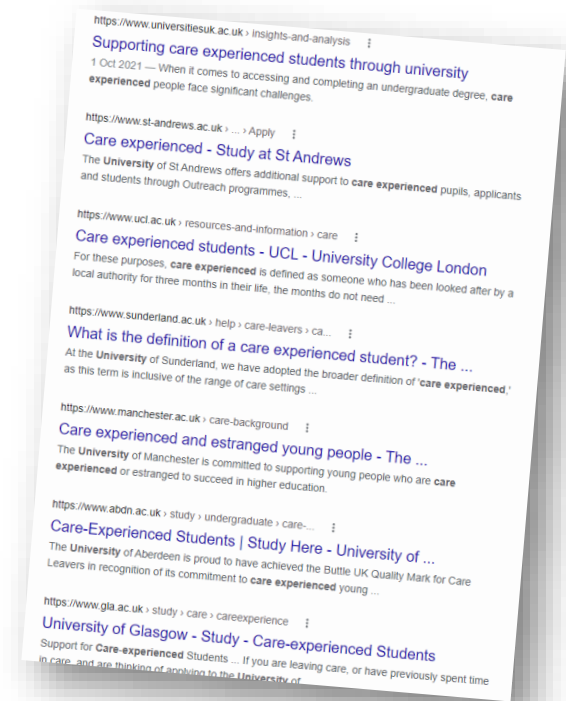 https://www.universitiesuk.ac.uk › insights-and-analysis
Supporting care experienced students through university
1 Oct 2021 — When it comes to accessing and completing an undergraduate degree, care
experienced people face significant challenges.
https://www.st-andrews.ac.uk › ... › Apply
Care experienced - Study at St Andrews
The University of St Andrews offers additional support to care experienced pupils, applicants
and students through Outreach programmes, ...
https://www.ucl.ac.uk › resources-and-information › care
Care experienced students - UCL - University College London
For these purposes, care experienced is defined as someone who has been looked after by a
local authority for three months in their life, the months do not need ...
https://www.sunderland.ac.uk › help › care-leavers › ca...
What is the definition of a care experienced student? - The ...
At the University of Sunderland, we have adopted the broader definition of 'care experienced,'
as this term is inclusive of the range of care settings ...
https://www.manchester.ac.uk › care-background
Care experienced and estranged young people - The ...
The University of Manchester is committed to supporting young people who are care
experienced or estranged to succeed in higher education.
https://www.abdn.ac.uk › study › undergraduate › care-...
Care-Experienced Students | Study Here - University of ...
The University of Aberdeen is proud to have achieved the Buttle UK Quality Mark for Care
Leavers in recognition of its commitment to care experienced young ...
https://www.gla.ac.uk › study › care › careexperience
University of Glasgow - Study - Care-experienced Students
Support for Care-experienced Students ... If you are leaving care, or have previously spent time
in care, and are thinking of applying to the University of